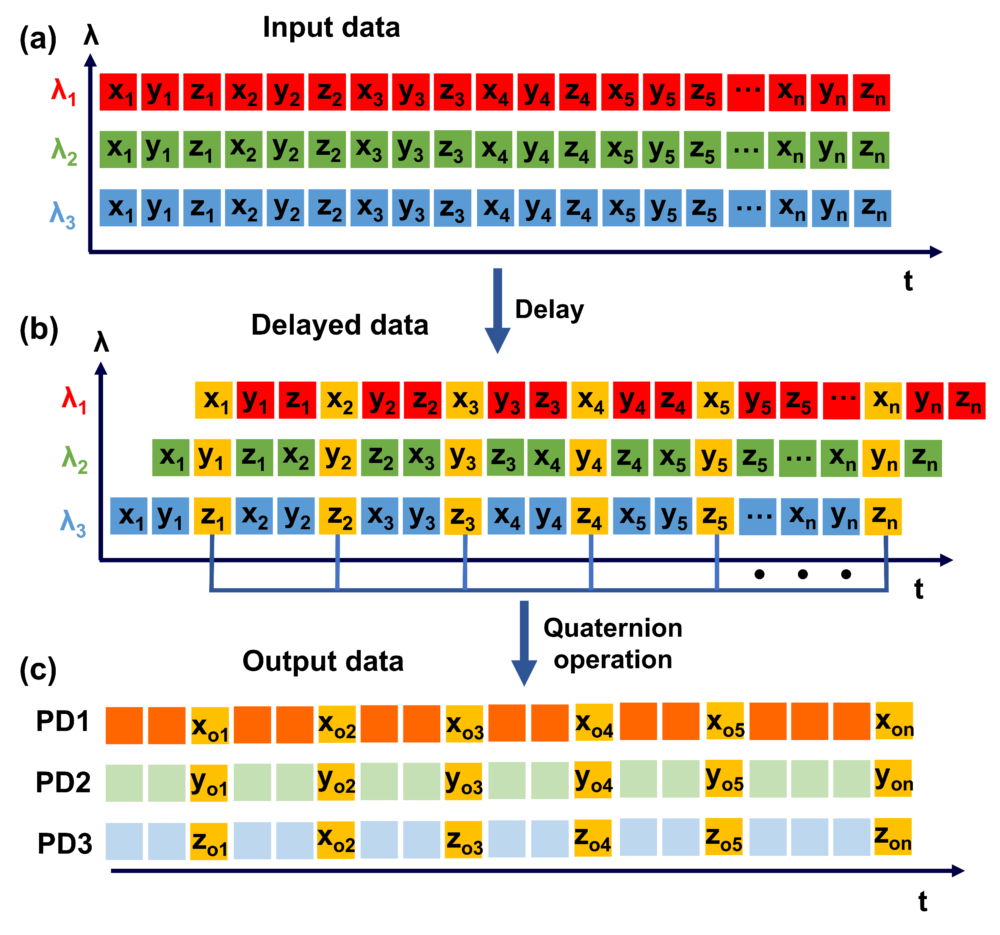 (a) λ Input data
λ₁ x₁ y₁ z₁ x₂ y₂ z₂ x₃ y₃ z₃ x₄ y₄ z₄ x₅ y₅ z₅ ··· xₙ yₙ zₙ
λ₂ x₁ y₁ z₁ x₂ y₂ z₂ x₃ y₃ z₃ x₄ y₄ z₄ x₅ y₅ z₅ ··· xₙ yₙ zₙ
λ₃ x₁ y₁ z₁ x₂ y₂ z₂ x₃ y₃ z₃ x₄ y₄ z₄ x₅ y₅ z₅ ··· xₙ yₙ zₙ
t
Delay
(b) λ Delayed data
λ₁ x₁ y₁ z₁ x₂ y₂ z₂ x₃ y₃ z₃ x₄ y₄ z₄ x₅ y₅ z₅ ··· xₙ yₙ zₙ
λ₂ x₁ y₁ z₁ x₂ y₂ z₂ x₃ y₃ z₃ x₄ y₄ z₄ x₅ y₅ z₅ ··· xₙ yₙ zₙ
λ₃ x₁ y₁ z₁ x₂ y₂ z₂ x₃ y₃ z₃ x₄ y₄ z₄ x₅ y₅ z₅ ··· xₙ yₙ zₙ
• • •
t
Quaternion
operation
(c) Output data
PD1 xₒ₁ xₒ₂ xₒ₃ xₒ₄ xₒ₅ xₒₙ
PD2 yₒ₁ yₒ₂ yₒ₃ yₒ₄ yₒ₅ yₒₙ
PD3 zₒ₁ xₒ₂ zₒ₃ zₒ₄ zₒ₅ zₒₙ
t